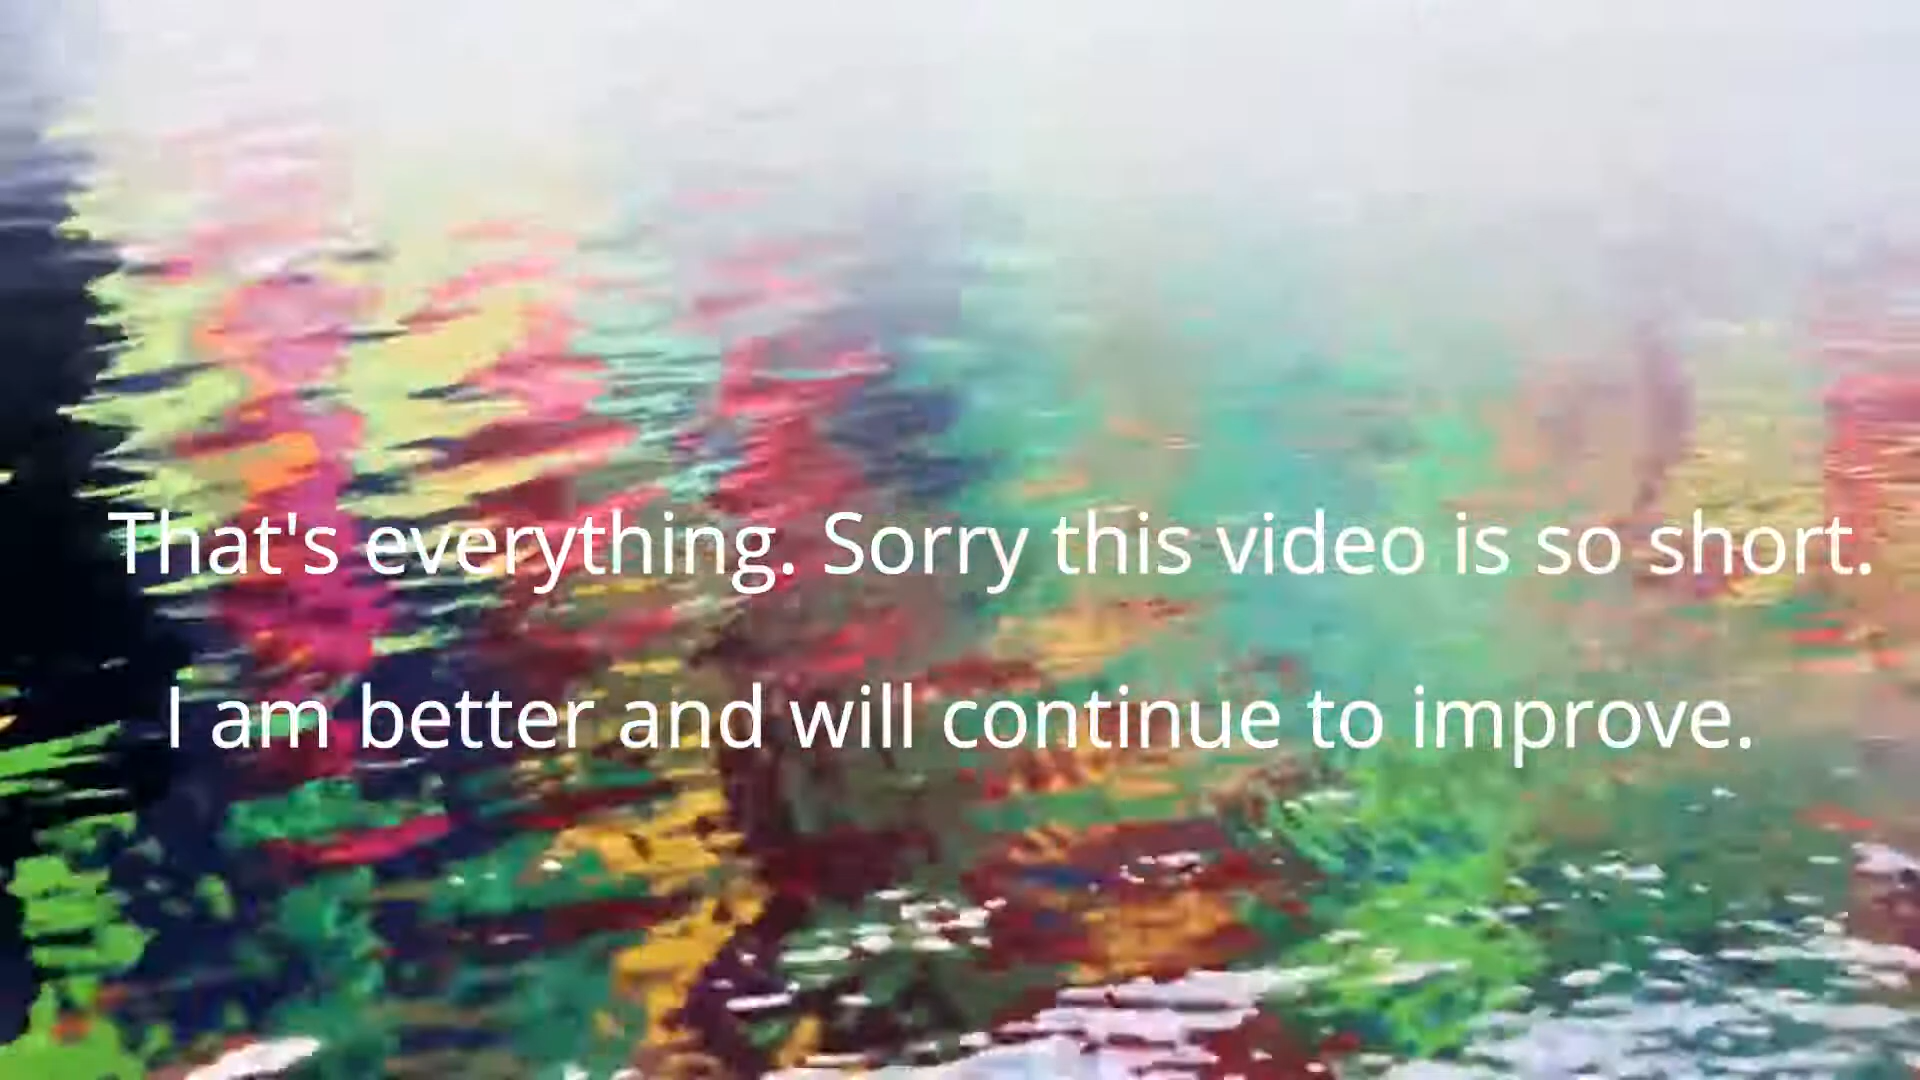 That's everything. Sorry this video is so short.
I am better and will continue to improve.